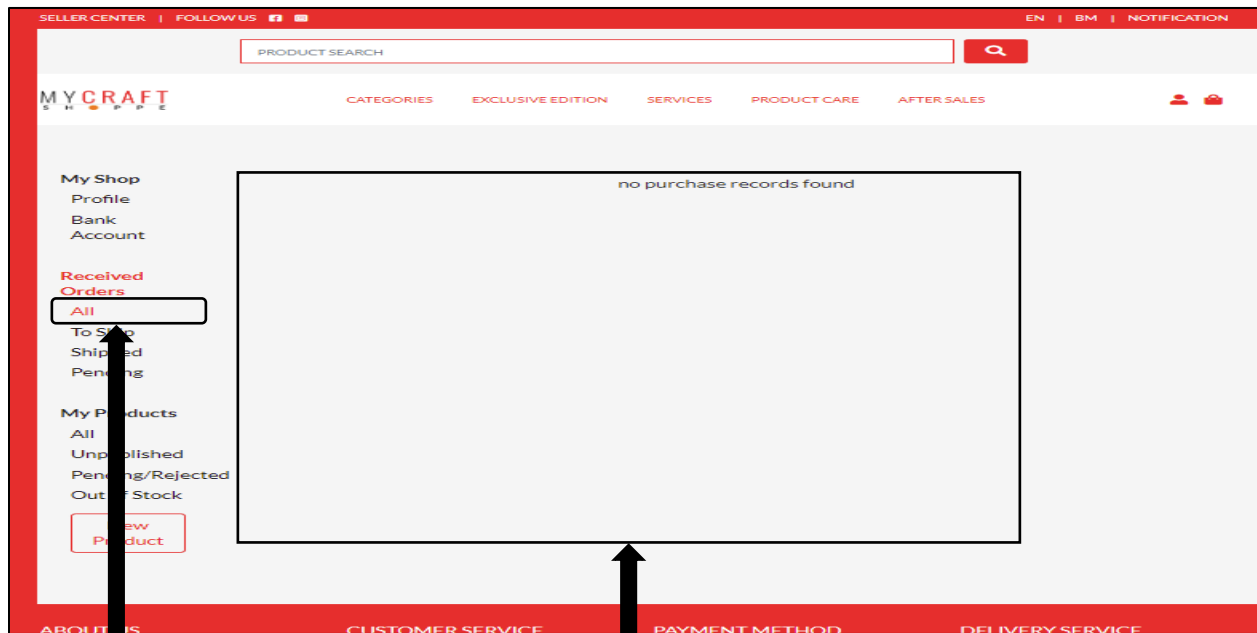 SELLER CENTER | FOLLOW US
EN | BM | NOTIFICATION
PRODUCT SEARCH
MYCRAFT
SHOPPE
CATEGORIES EXCLUSIVE EDITION SERVICES PRODUCT CARE AFTER SALES
My Shop
Profile
Bank
Account
Received
Orders
All
To Ship
Shipped
Pending
My Products
All
Unpublished
Pending/Rejected
Out of Stock
New
Product
no purchase records found
ABOUT US CUSTOMER SERVICE PAYMENT METHOD DELIVERY SERVICE